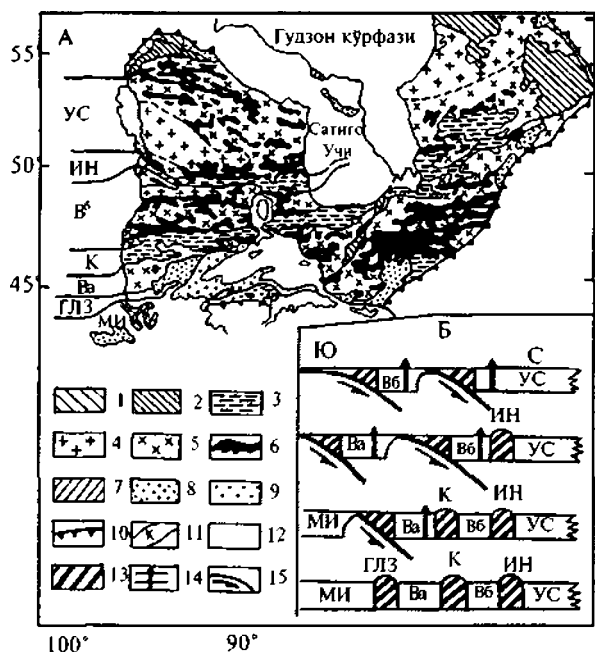 55°
50°
45°
100°
90°
А
Гудзон кўрфази
Сатиго
Учи
УС
ИН
Вб
К
Ва
ГЛЗ
МИ
1
2
3
4
5
6
7
8
9
10
К
11
12
13
14
15
Б
Ю
С
Вб
УС
ИН
Ва
Вб
УС
К
ИН
МИ
Ва
Вб
УС
ГЛЗ
К
ИН
МИ
Ва
Вб
УС